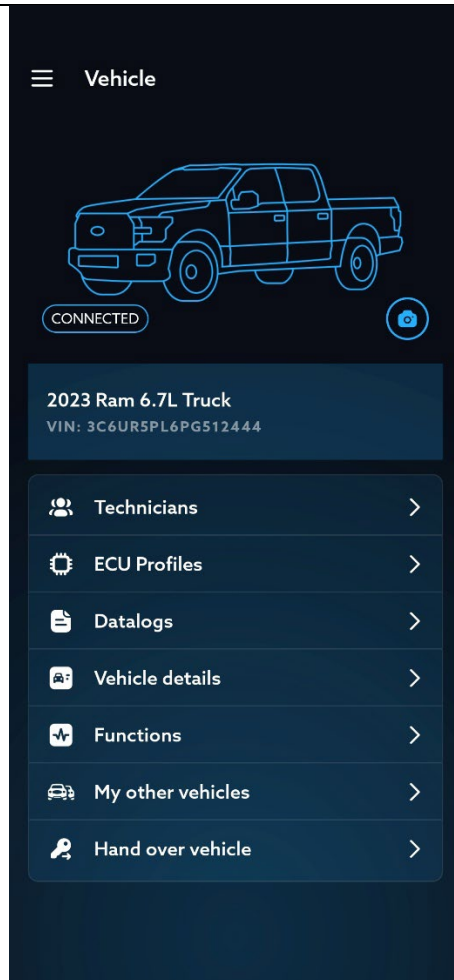 Vehicle
CONNECTED
2023 Ram 6.7L Truck
VIN: 3C6UR5PL6PG512444
Technicians
ECU Profiles
Datalogs
Vehicle details
Functions
My other vehicles
Hand over vehicle